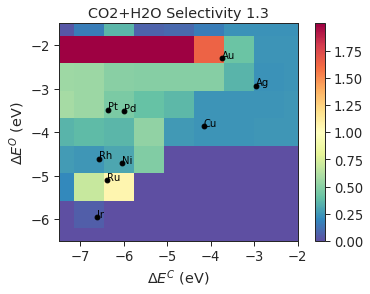 CO2+H2O Selectivity 1.3
−2
−3
−4
−5
−6
ΔE^O (eV)
Au
Ag
Pt
Pd
Cu
Rh
Ni
Ru
Ir
−7
−6
−5
−4
−3
−2
ΔE^C (eV)
1.75
1.50
1.25
1.00
0.75
0.50
0.25
0.00